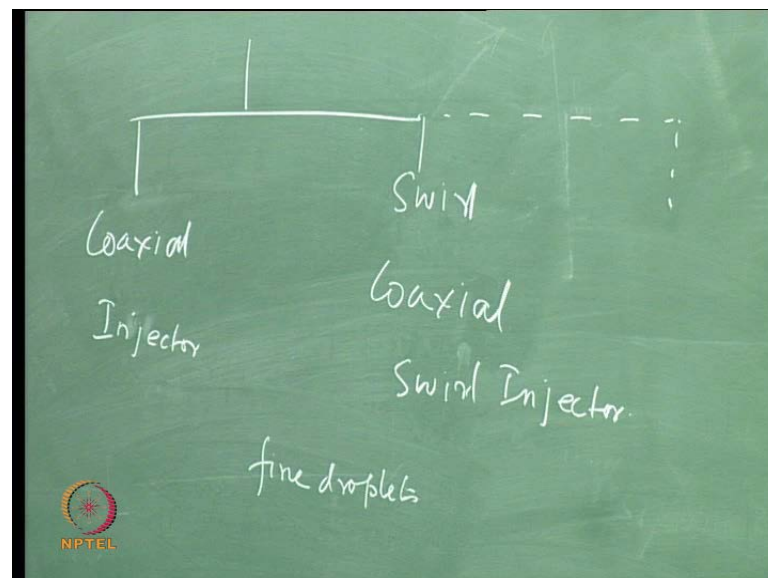 Coaxial
Injector
Swirl
Coaxial
Swirl Injector.
fine droplets
NPTEL